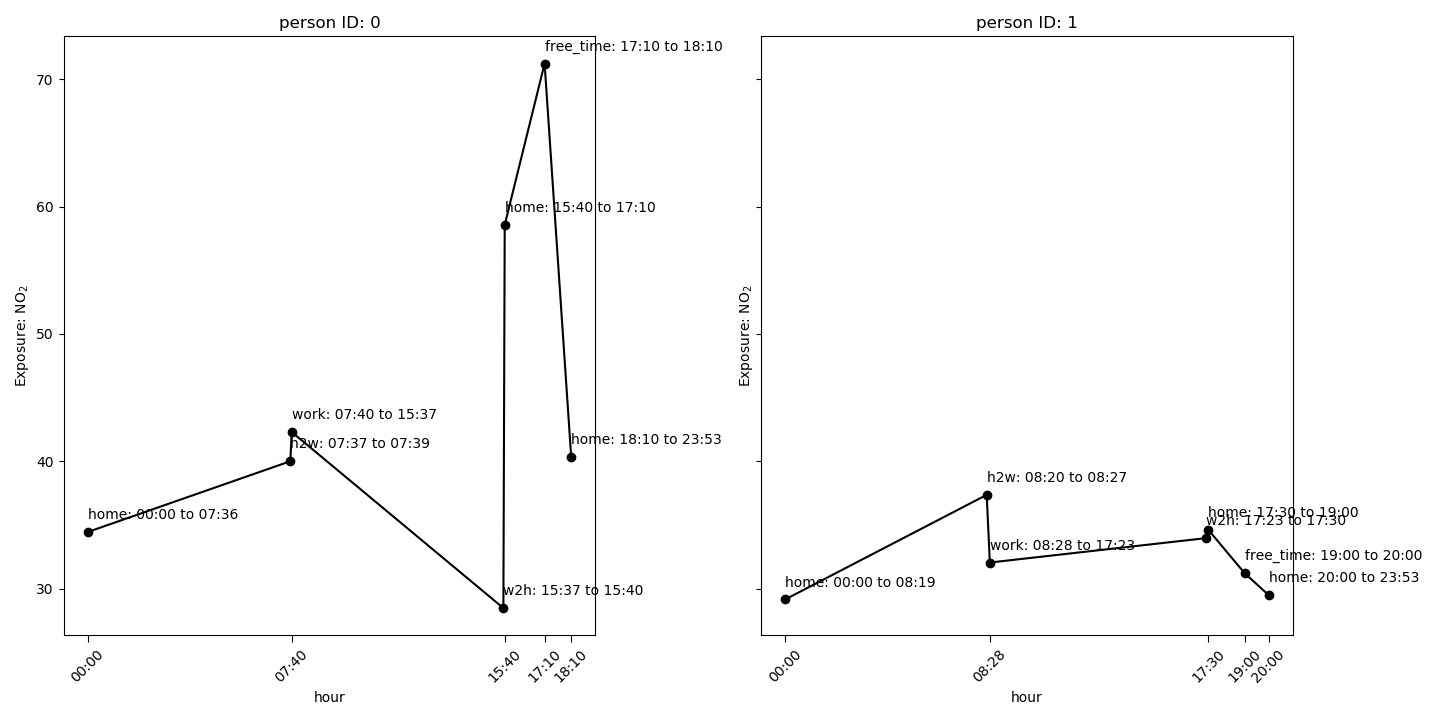 person ID: 0
person ID: 1
free_time: 17:10 to 18:10
70
home: 15:40 to 17:10
60
Exposure: NO₂
50
work: 07:40 to 15:37
h2w: 07:37 to 07:39
home: 18:10 to 23:53
40
home: 00:00 to 07:36
w2h: 15:37 to 15:40
30
00:00
07:40
15:40
17:10
18:10
hour
Exposure: NO₂
h2w: 08:20 to 08:27
home: 17:30 to 19:00
w2h: 17:23 to 17:30
work: 08:28 to 17:23
free_time: 19:00 to 20:00
home: 00:00 to 08:19
home: 20:00 to 23:53
00:00
08:28
17:30
19:00
20:00
hour